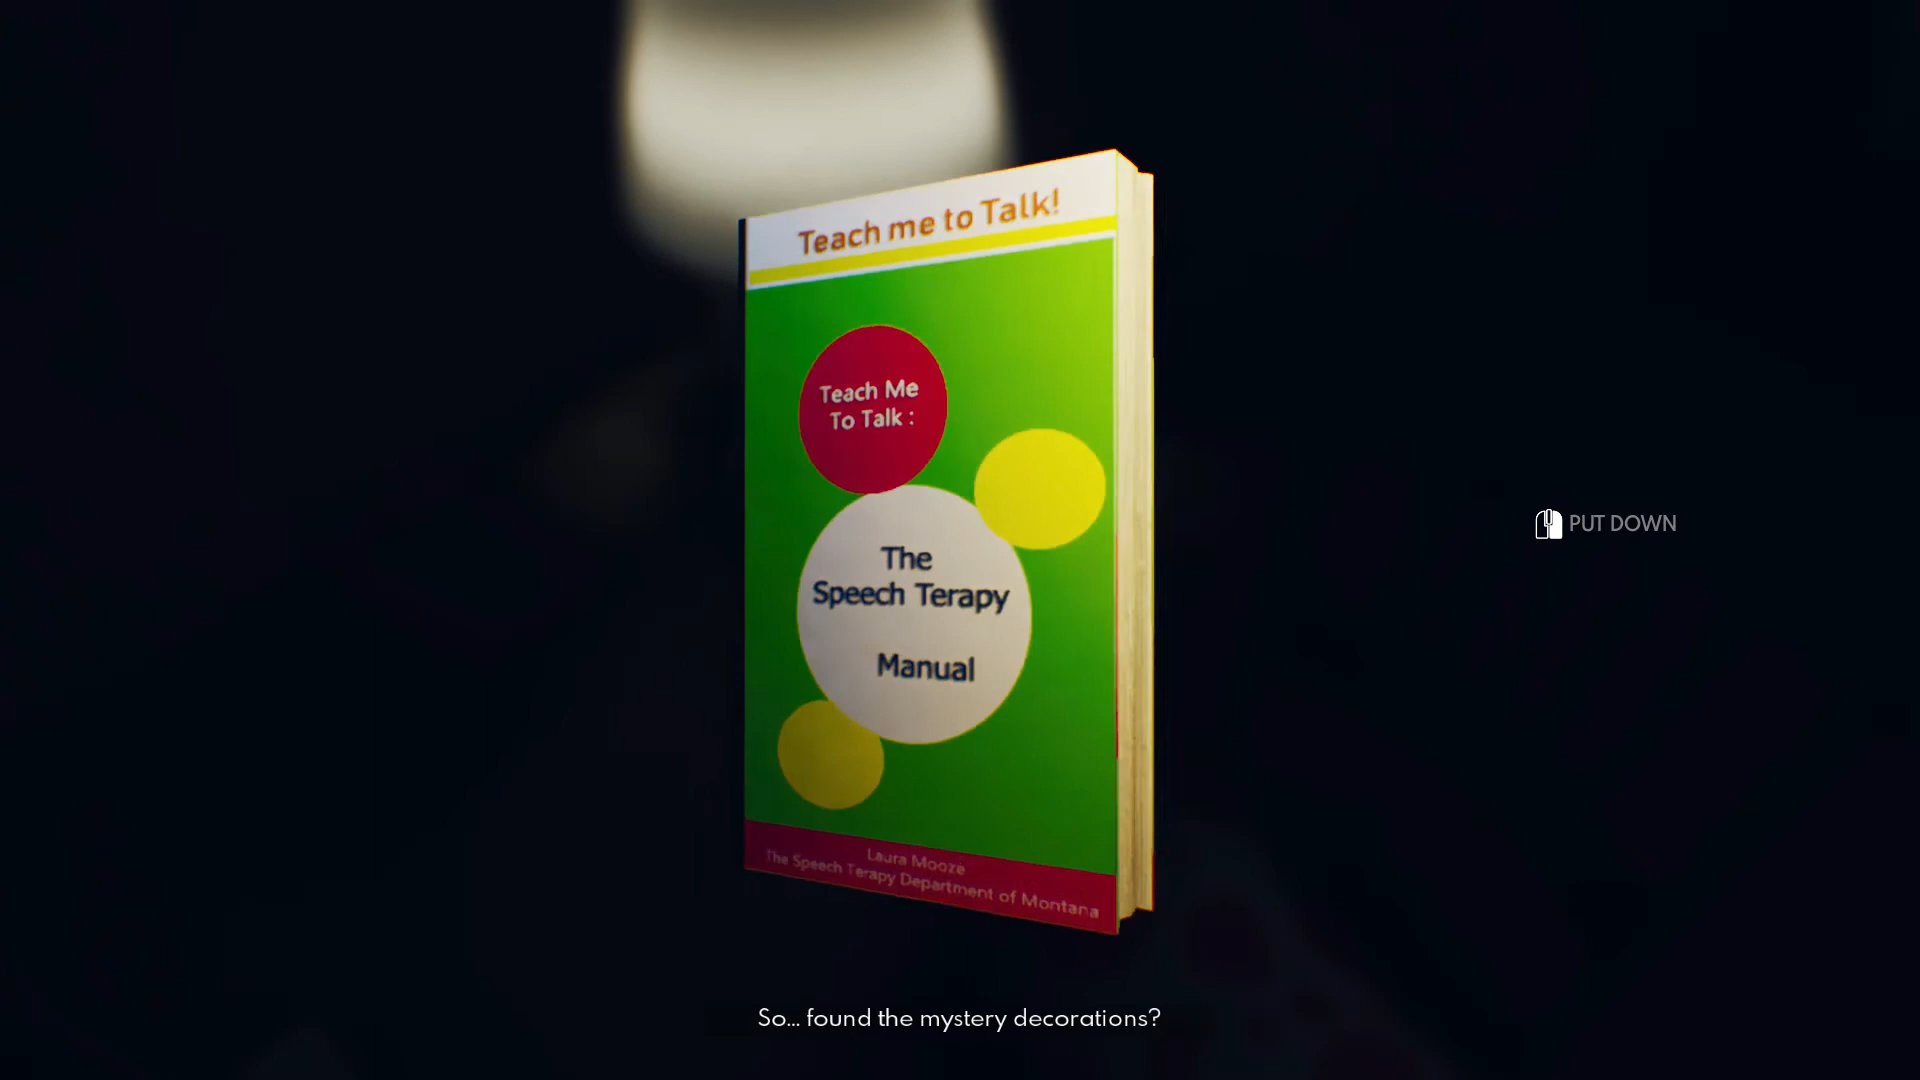 Teach me to Talk!
Teach Me
To Talk :
The
Speech Terapy
Manual
Laura Mooze
The Speech Terapy Department of Montana
PUT DOWN
So... found the mystery decorations?